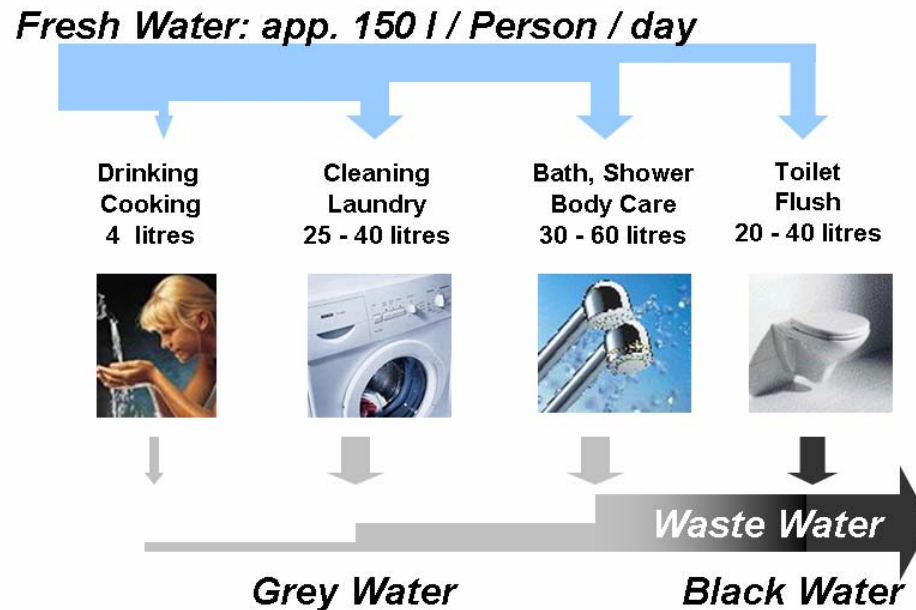 Fresh Water: app. 150 l / Person / day
Drinking
Cooking
4 litres
Cleaning
Laundry
25 - 40 litres
Bath, Shower
Body Care
30 - 60 litres
Toilet
Flush
20 - 40 litres
Waste Water
Grey Water
Black Water